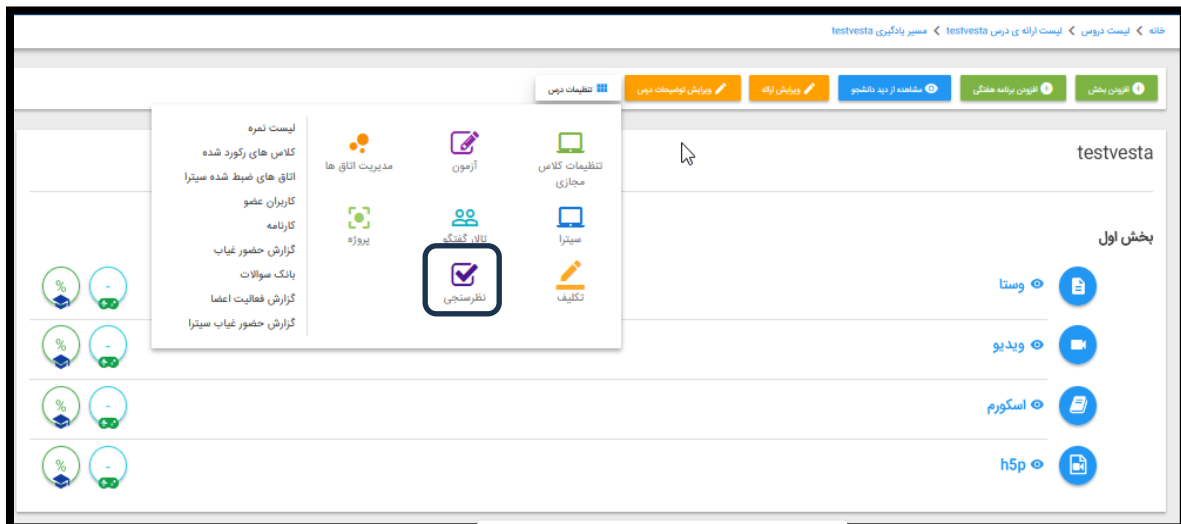 خانه > لیست دروس > لیست ارائه ی درس testvesta > مسیر یادگیری testvesta
افزودن بخش
افزودن برنامه هفتگی
مشاهده از دید دانشجو
ویرایش ارائه
ویرایش توضیحات درس
تنظیمات درس
testvesta
تنظیمات کلاس
مجازی
آزمون
مدیریت اتاق ها
سیترا
تالار گفتگو
پروژه
تکلیف
نظرسنجی
لیست نمره
کلاس های رکورد شده
اتاق های ضبط شده سیترا
کاربران عضو
کارنامه
گزارش حضور غیاب
بانک سوالات
گزارش فعالیت اعضا
گزارش حضور غیاب سیترا
بخش اول
وستا
- %
ویدیو
- %
اسکورم
- %
h5p
- %